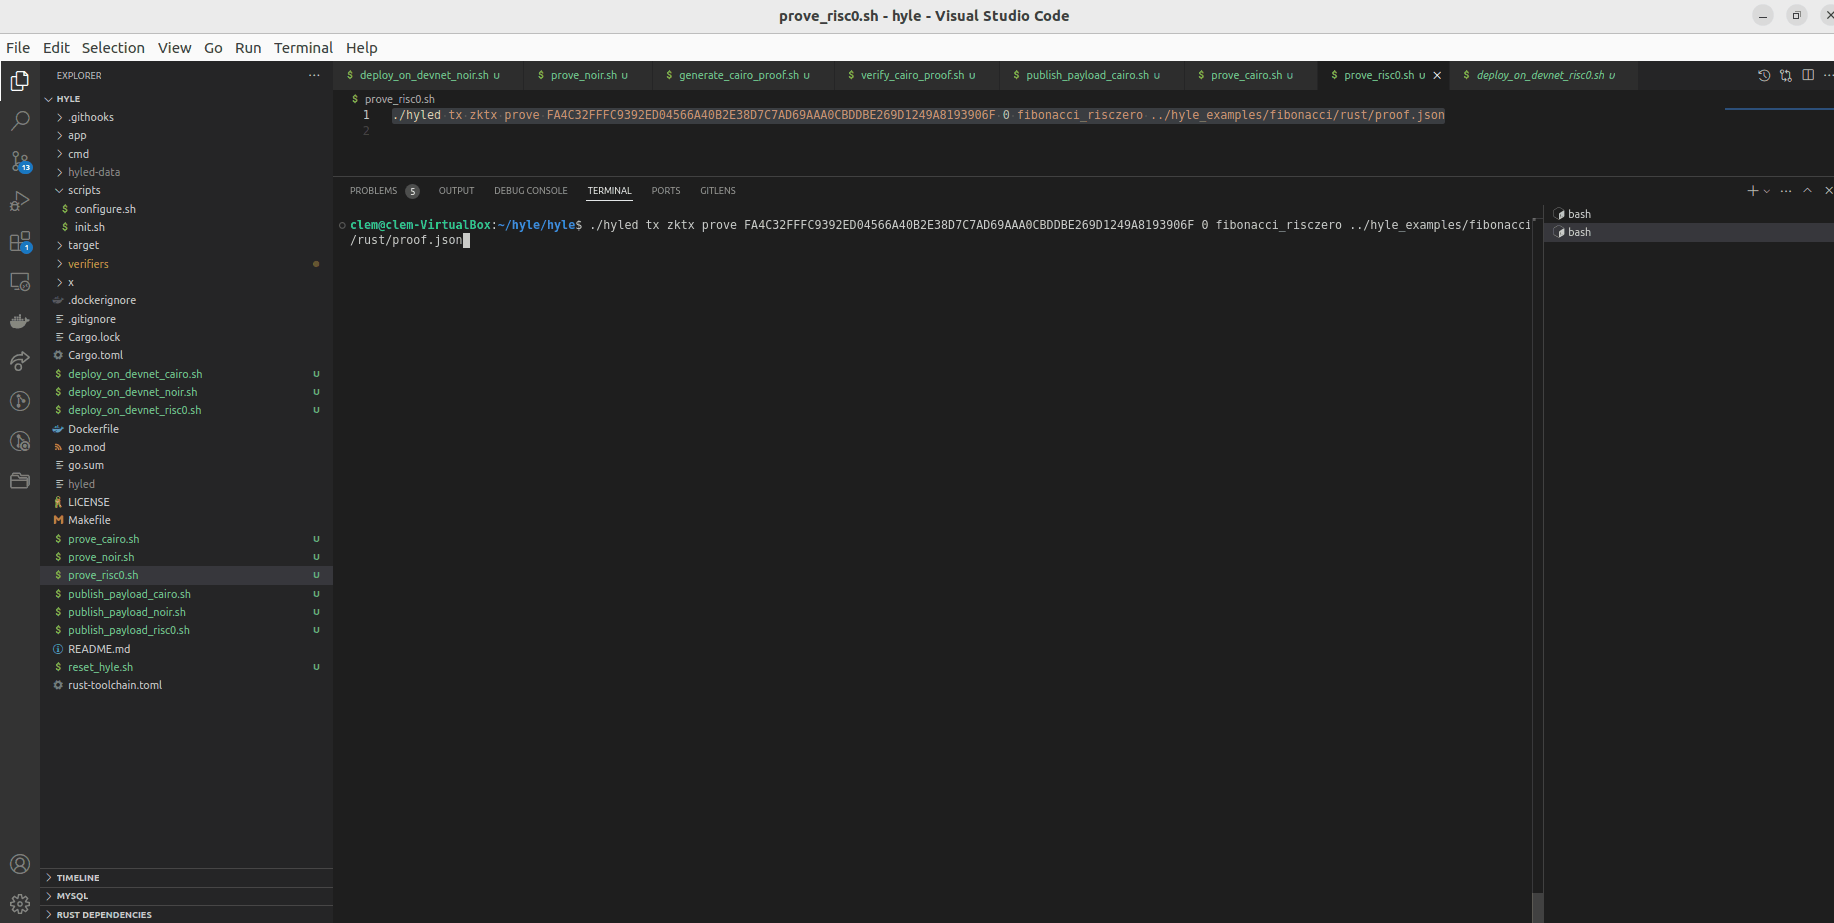 prove_risc0.sh - hyle - Visual Studio Code
File Edit Selection View Go Run Terminal Help
EXPLORER
HYLE
.githooks
app
cmd
hyled-data
scripts
$ configure.sh
$ init.sh
target
verifiers
x
.dockerignore
.gitignore
Cargo.lock
Cargo.toml
$ deploy_on_devnet_cairo.sh U
$ deploy_on_devnet_noir.sh U
$ deploy_on_devnet_risc0.sh U
Dockerfile
go.mod
go.sum
hyled
LICENSE
M Makefile
$ prove_cairo.sh U
$ prove_noir.sh U
$ prove_risc0.sh U
$ publish_payload_cairo.sh U
$ publish_payload_noir.sh U
$ publish_payload_risc0.sh U
README.md
$ reset_hyle.sh U
rust-toolchain.toml
TIMELINE
MYSQL
RUST DEPENDENCIES
13
1
$ deploy_on_devnet_noir.sh U $ prove_noir.sh U $ generate_cairo_proof.sh U $ verify_cairo_proof.sh U $ publish_payload_cairo.sh U $ prove_cairo.sh U $ prove_risc0.sh U $ deploy_on_devnet_risc0.sh U
$ prove_risc0.sh
1 ./hyled tx zktx prove FA4C32FFFC9392ED04566A40B2E38D7C7AD69AAA0CBDDBE269D1249A8193906F 0 fibonacci_risczero ../hyle_examples/fibonacci/rust/proof.json
2
PROBLEMS 5 OUTPUT DEBUG CONSOLE TERMINAL PORTS GITLENS
clem@clem-VirtualBox:~/hyle/hyle$ ./hyled tx zktx prove FA4C32FFFC9392ED04566A40B2E38D7C7AD69AAA0CBDDBE269D1249A8193906F 0 fibonacci_risczero ../hyle_examples/fibonacci
/rust/proof.json
bash
bash